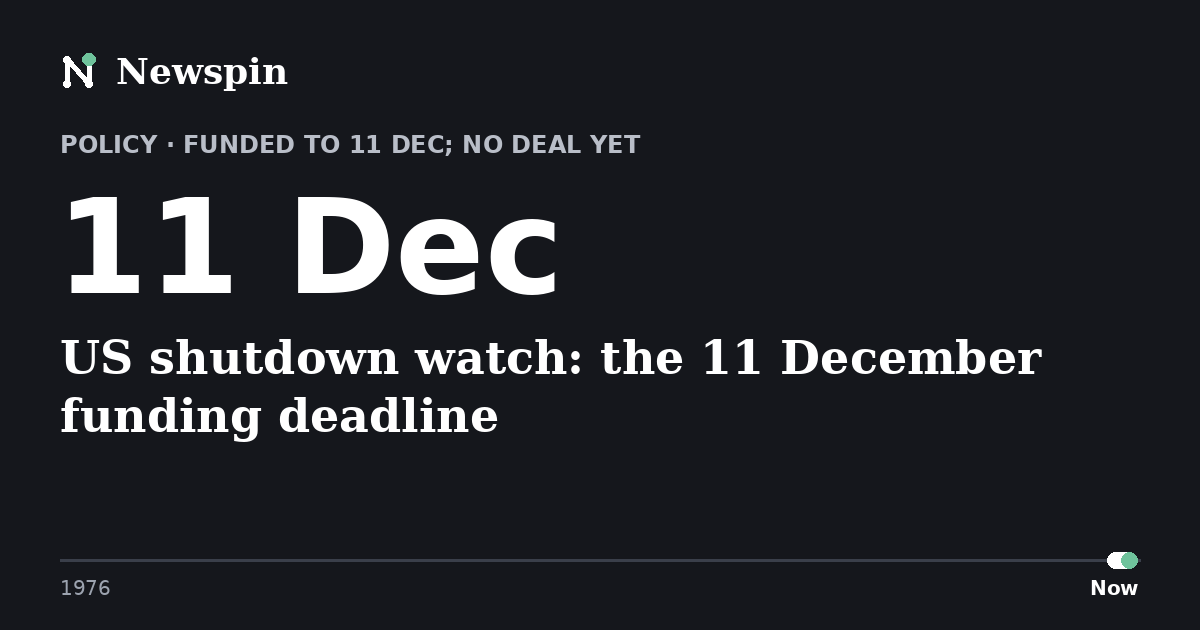 Newspin
POLICY · FUNDED TO 11 DEC; NO DEAL YET
11 Dec
US shutdown watch: the 11 December
funding deadline
1976
Now